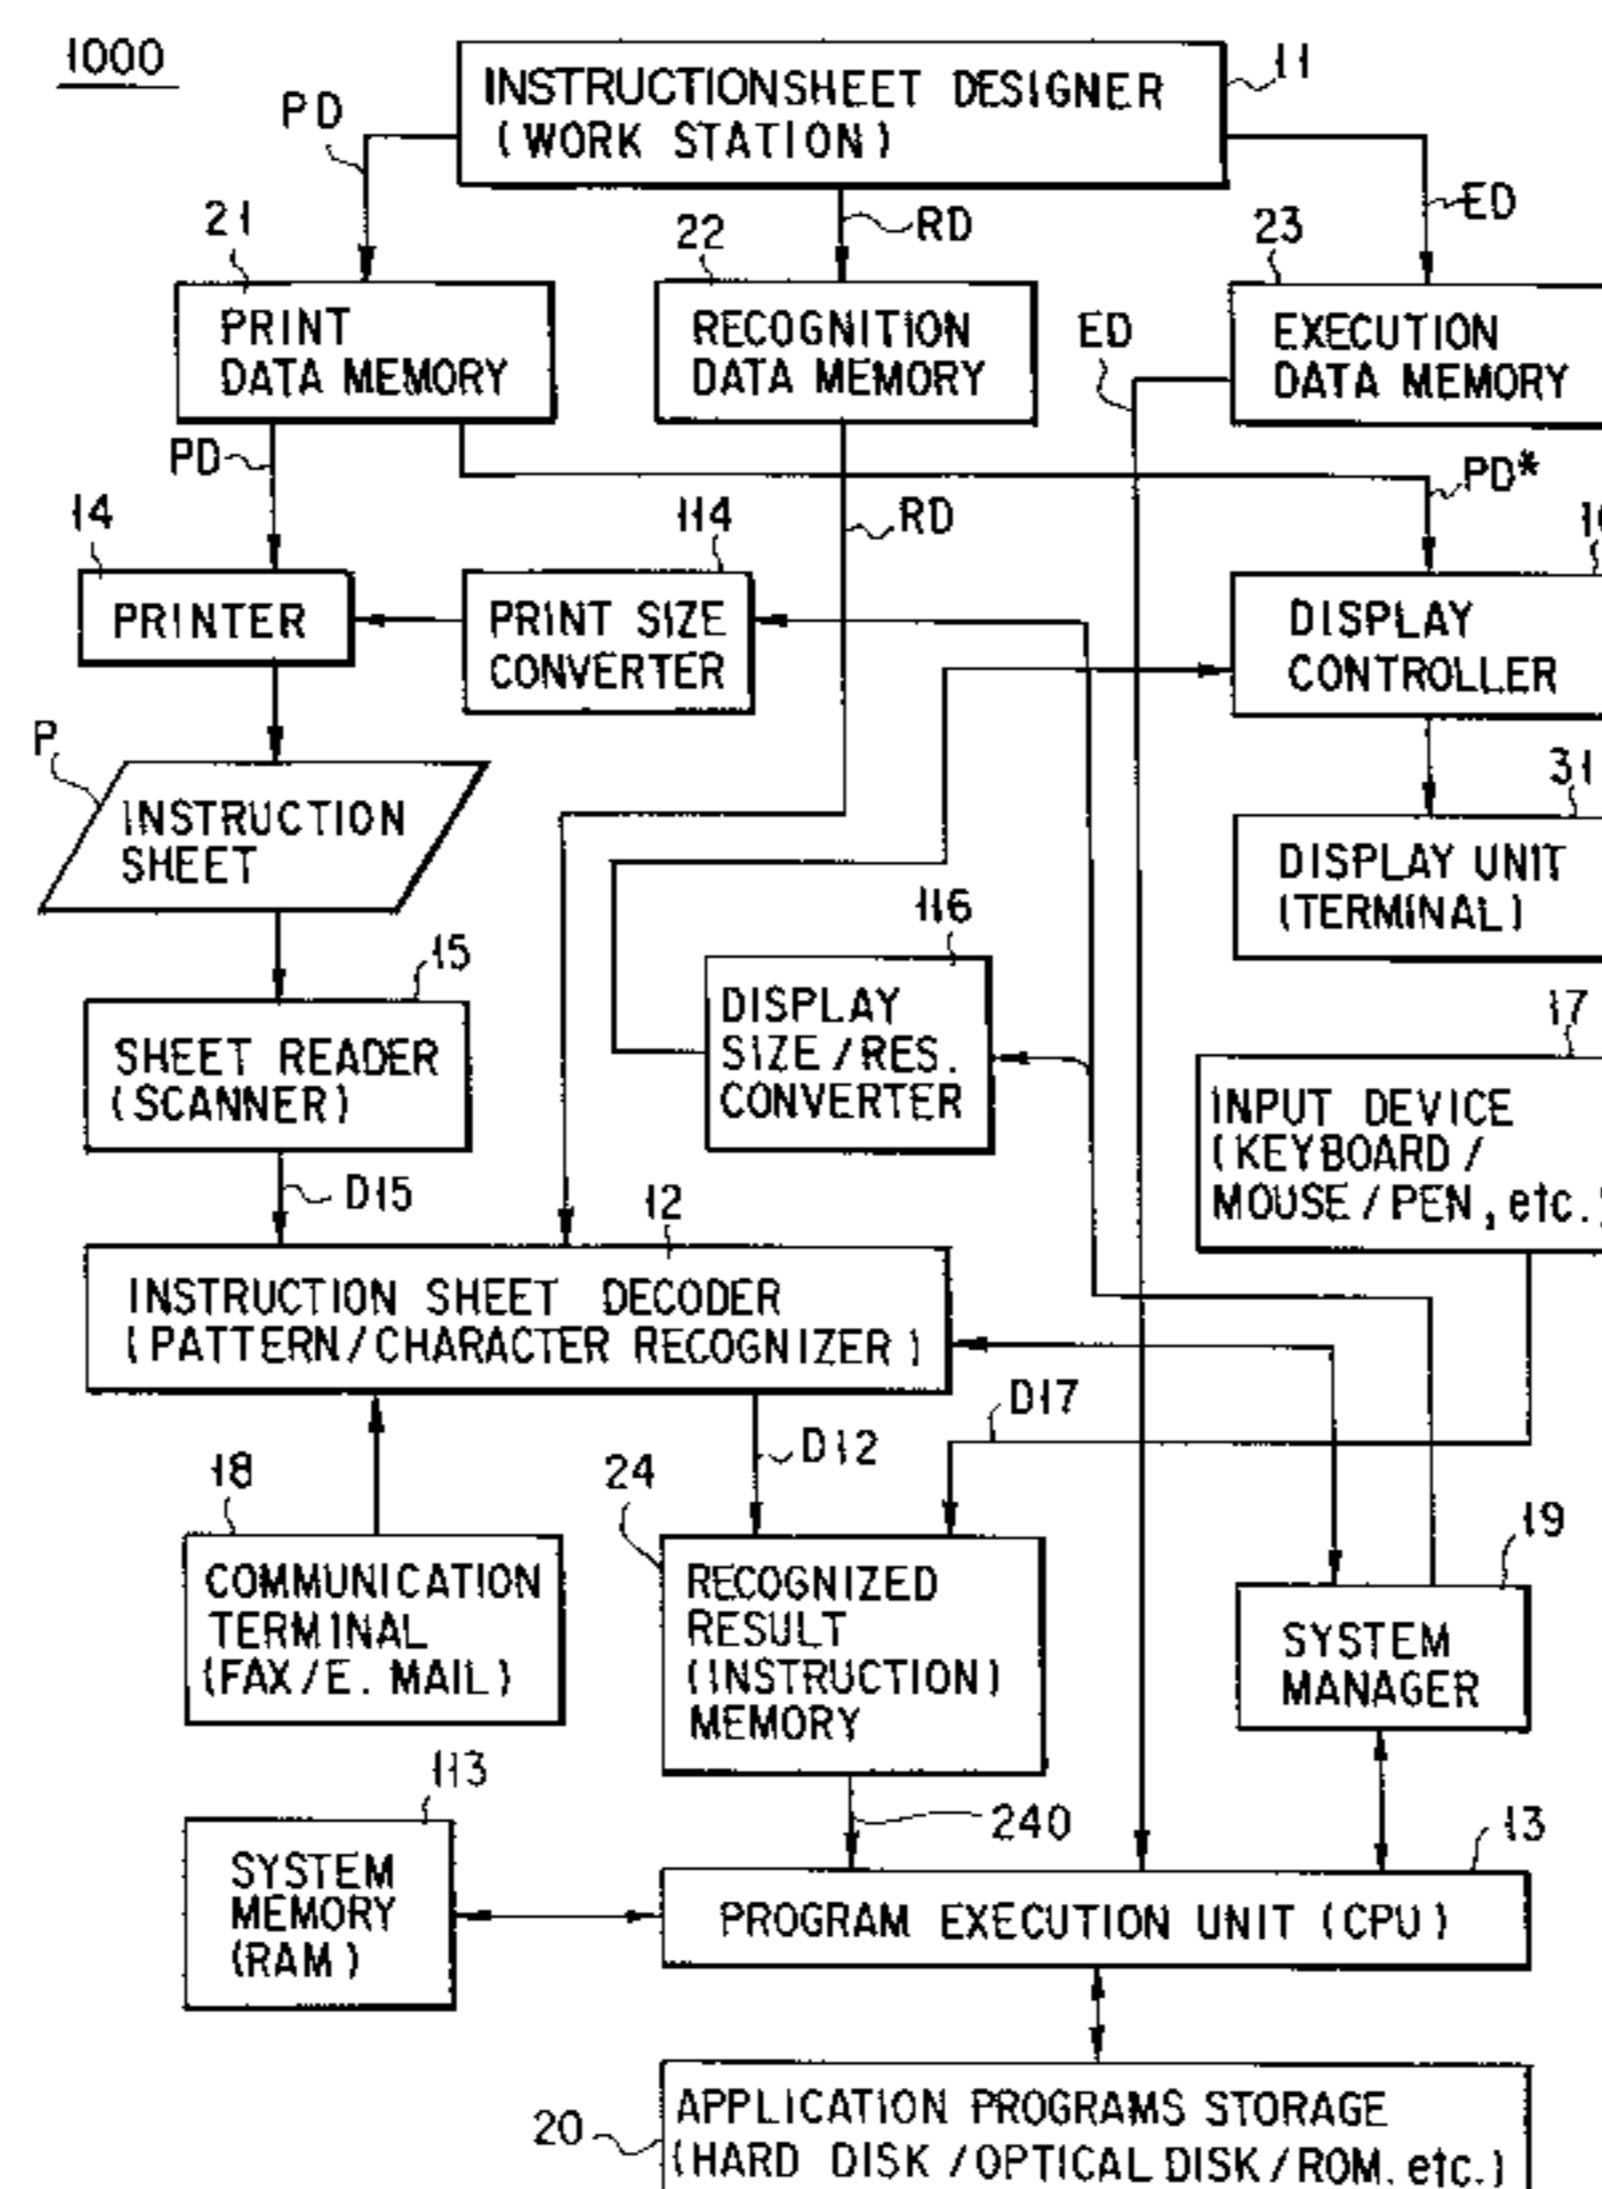 1000
INSTRUCTIONSHEET DESIGNER
(WORK STATION)
11
PD
RD
ED
21
22
23
PRINT
DATA MEMORY
RECOGNITION
DATA MEMORY
ED
EXECUTION
DATA MEMORY
PD
PD*
14
114
RD
PRINTER
PRINT SIZE
CONVERTER
DISPLAY
CONTROLLER
P
31
INSTRUCTION
SHEET
DISPLAY UNIT
(TERMINAL)
116
15
17
SHEET READER
(SCANNER)
DISPLAY
SIZE/RES.
CONVERTER
INPUT DEVICE
(KEYBOARD/
MOUSE/PEN, etc.)
D15
12
INSTRUCTION SHEET DECODER
(PATTERN/CHARACTER RECOGNIZER)
D17
D12
18
24
19
COMMUNICATION
TERMINAL
(FAX/E. MAIL)
RECOGNIZED
RESULT
(INSTRUCTION)
MEMORY
SYSTEM
MANAGER
113
240
13
SYSTEM
MEMORY
(RAM)
PROGRAM EXECUTION UNIT (CPU)
20
APPLICATION PROGRAMS STORAGE
(HARD DISK/OPTICAL DISK/ROM. etc.)